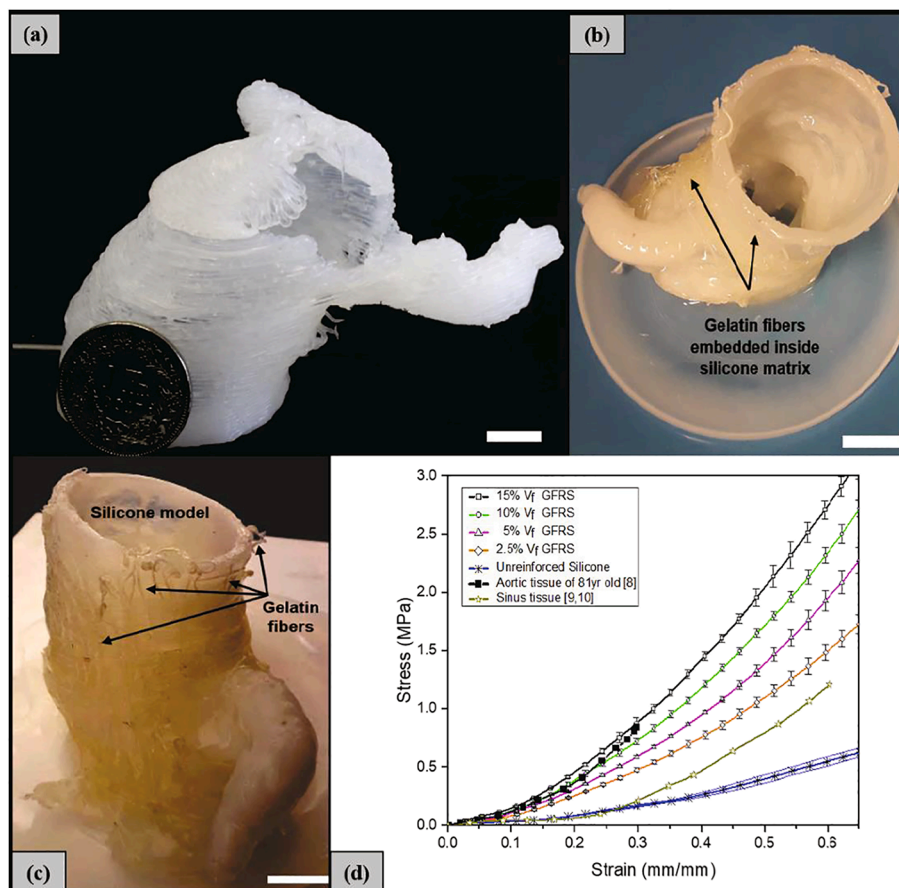 (a)
(b)
Gelatin fibers
embedded inside
silicone matrix
Silicone model
Gelatin
fibers
(c)
3.0
2.5
2.0
1.5
1.0
0.5
0.0
Stress (MPa)
15% Vf GFRS
10% Vf GFRS
5% Vf GFRS
2.5% Vf GFRS
Unreinforced Silicone
Aortic tissue of 81yr old [8]
Sinus tissue [9,10]
0.0 0.1 0.2 0.3 0.4 0.5 0.6
Strain (mm/mm)
(d)